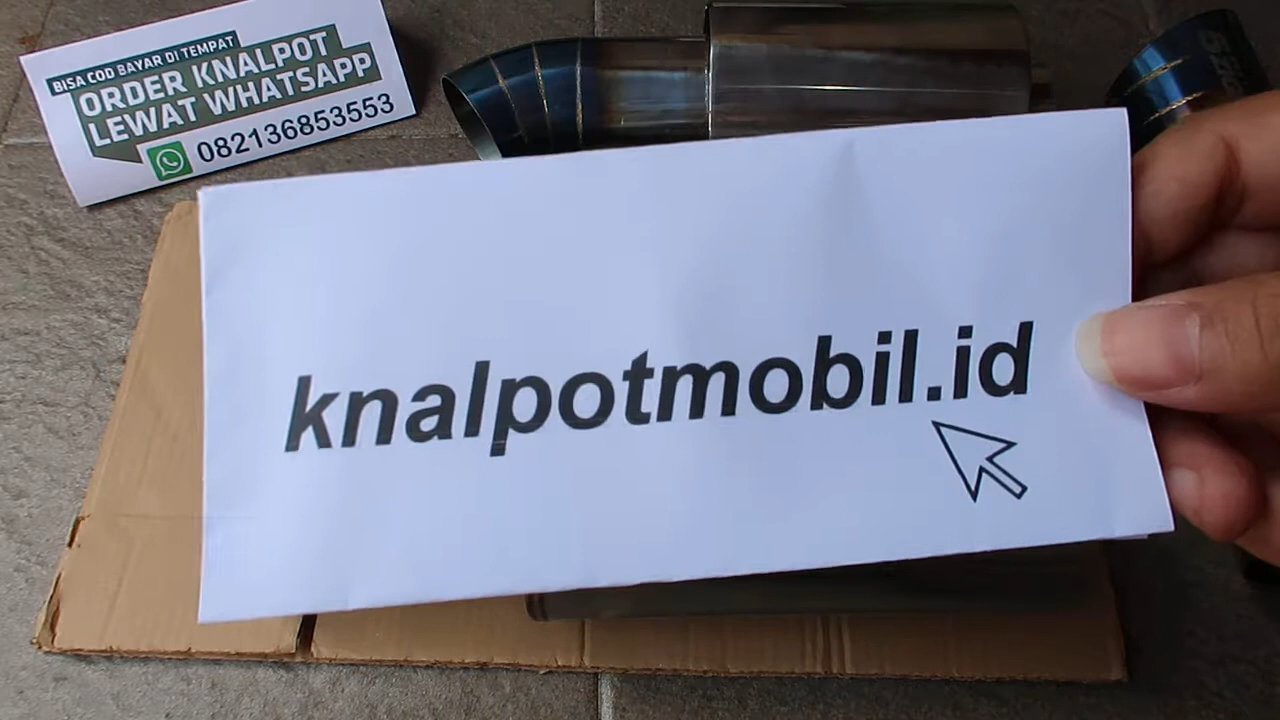 BISA COD BAYAR DI TEMPAT
ORDER KNALPOT
LEWAT WHATSAPP
082136853553
knalpotmobil.id